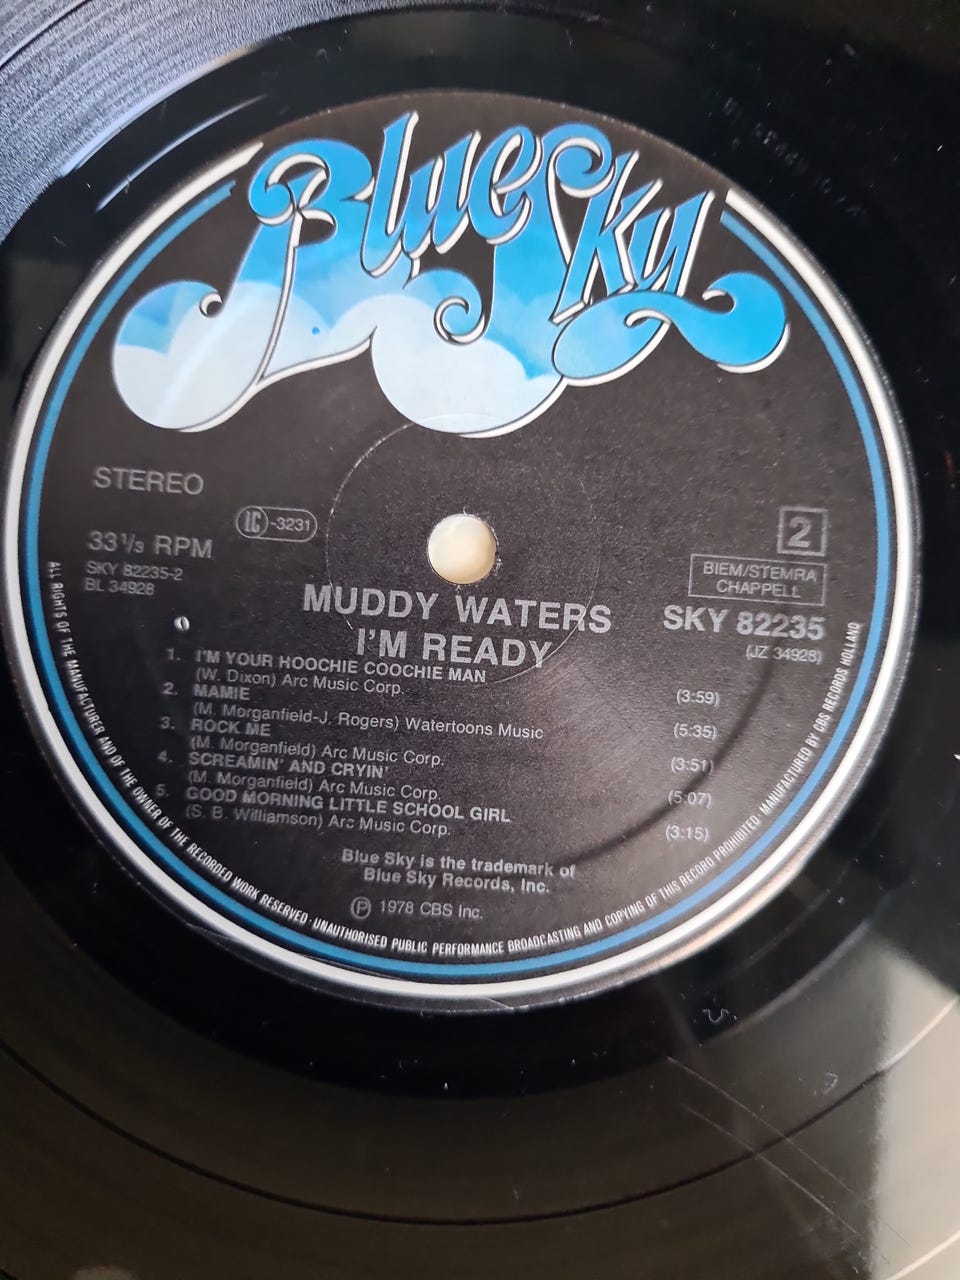 Blue Sky
STEREO
LC-3231
2
33 1/3 RPM
BIEM/STEMRA
CHAPPELL
SKY 82235-2
BL 34928
MUDDY WATERS
I'M READY
SKY 82235
(JZ 34928)
1. I'M YOUR HOOCHIE COOCHIE MAN
(W. Dixon) Arc Music Corp. (3:59)
2. MAMIE
(M. Morganfield-J. Rogers) Watertoons Music (5:35)
3. ROCK ME
(M. Morganfield) Arc Music Corp. (3:51)
4. SCREAMIN' AND CRYIN'
(M. Morganfield) Arc Music Corp. (5:07)
5. GOOD MORNING LITTLE SCHOOL GIRL
(S. B. Williamson) Arc Music Corp. (3:15)
Blue Sky is the trademark of
Blue Sky Records, Inc.
℗ 1978 CBS Inc.
ALL RIGHTS OF THE MANUFACTURER AND OF THE OWNER OF THE RECORDED WORK RESERVED · UNAUTHORISED PUBLIC PERFORMANCE BROADCASTING AND COPYING OF THIS RECORD PROHIBITED · MANUFACTURED BY CBS RECORDS HOLLAND